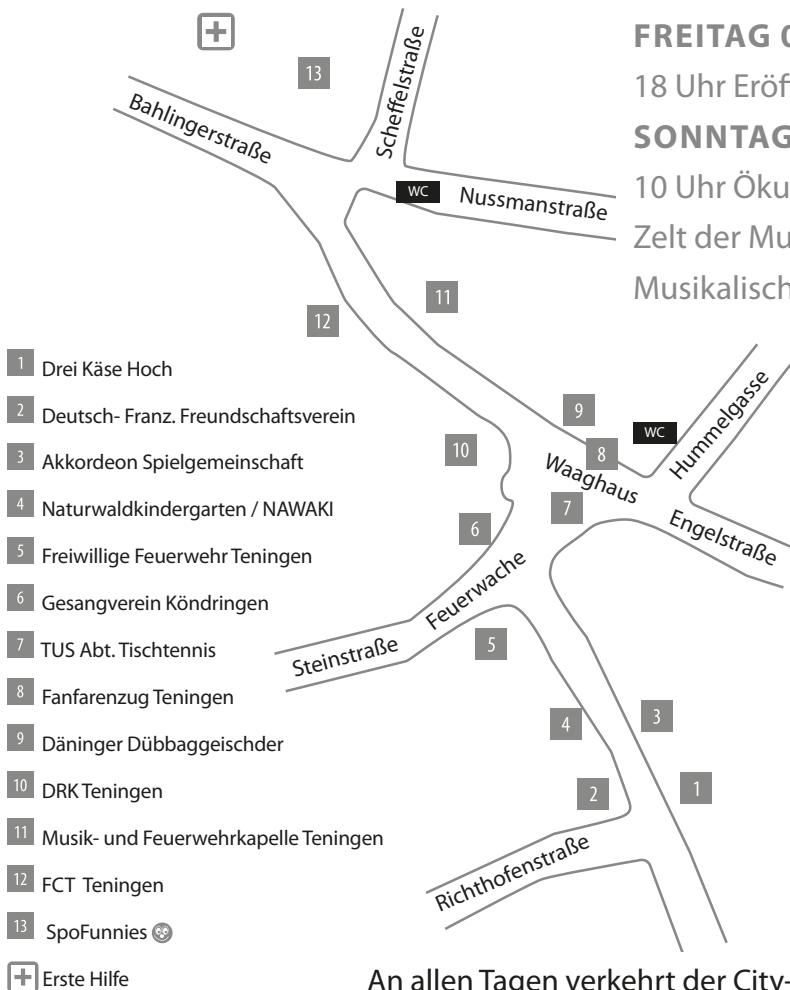 13
Scheffelstraße
Bahlingerstraße
WC
Nussmanstraße
FREITAG
18 Uhr
SONNTAG
10 Uhr
Zelt der
11
12
1 Drei Käse Hoch
2 Deutsch- Franz. Freundschaftsverein
3 Akkordeon Spielgemeinschaft
4 Naturwaldkindergarten / NAWAKI
5 Freiwillige Feuerwehr Teningen
6 Gesangverein Köndringen
7 TUS Abt. Tischtennis
8 Fanfarenzug Teningen
9 Däninger Dübbaggeischder
10 DRK Teningen
11 Musik- und Feuerwehrkapelle Teningen
12 FCT Teningen
13 SpoFunnies
Erste Hilfe
9
WC
Hummelgasse
10
8
Waaghaus
7
Engelstraße
6
Feuerwache
Steinstraße
5
4
3
2
1
Richthofenstraße
An allen Tagen verkehrt der City-